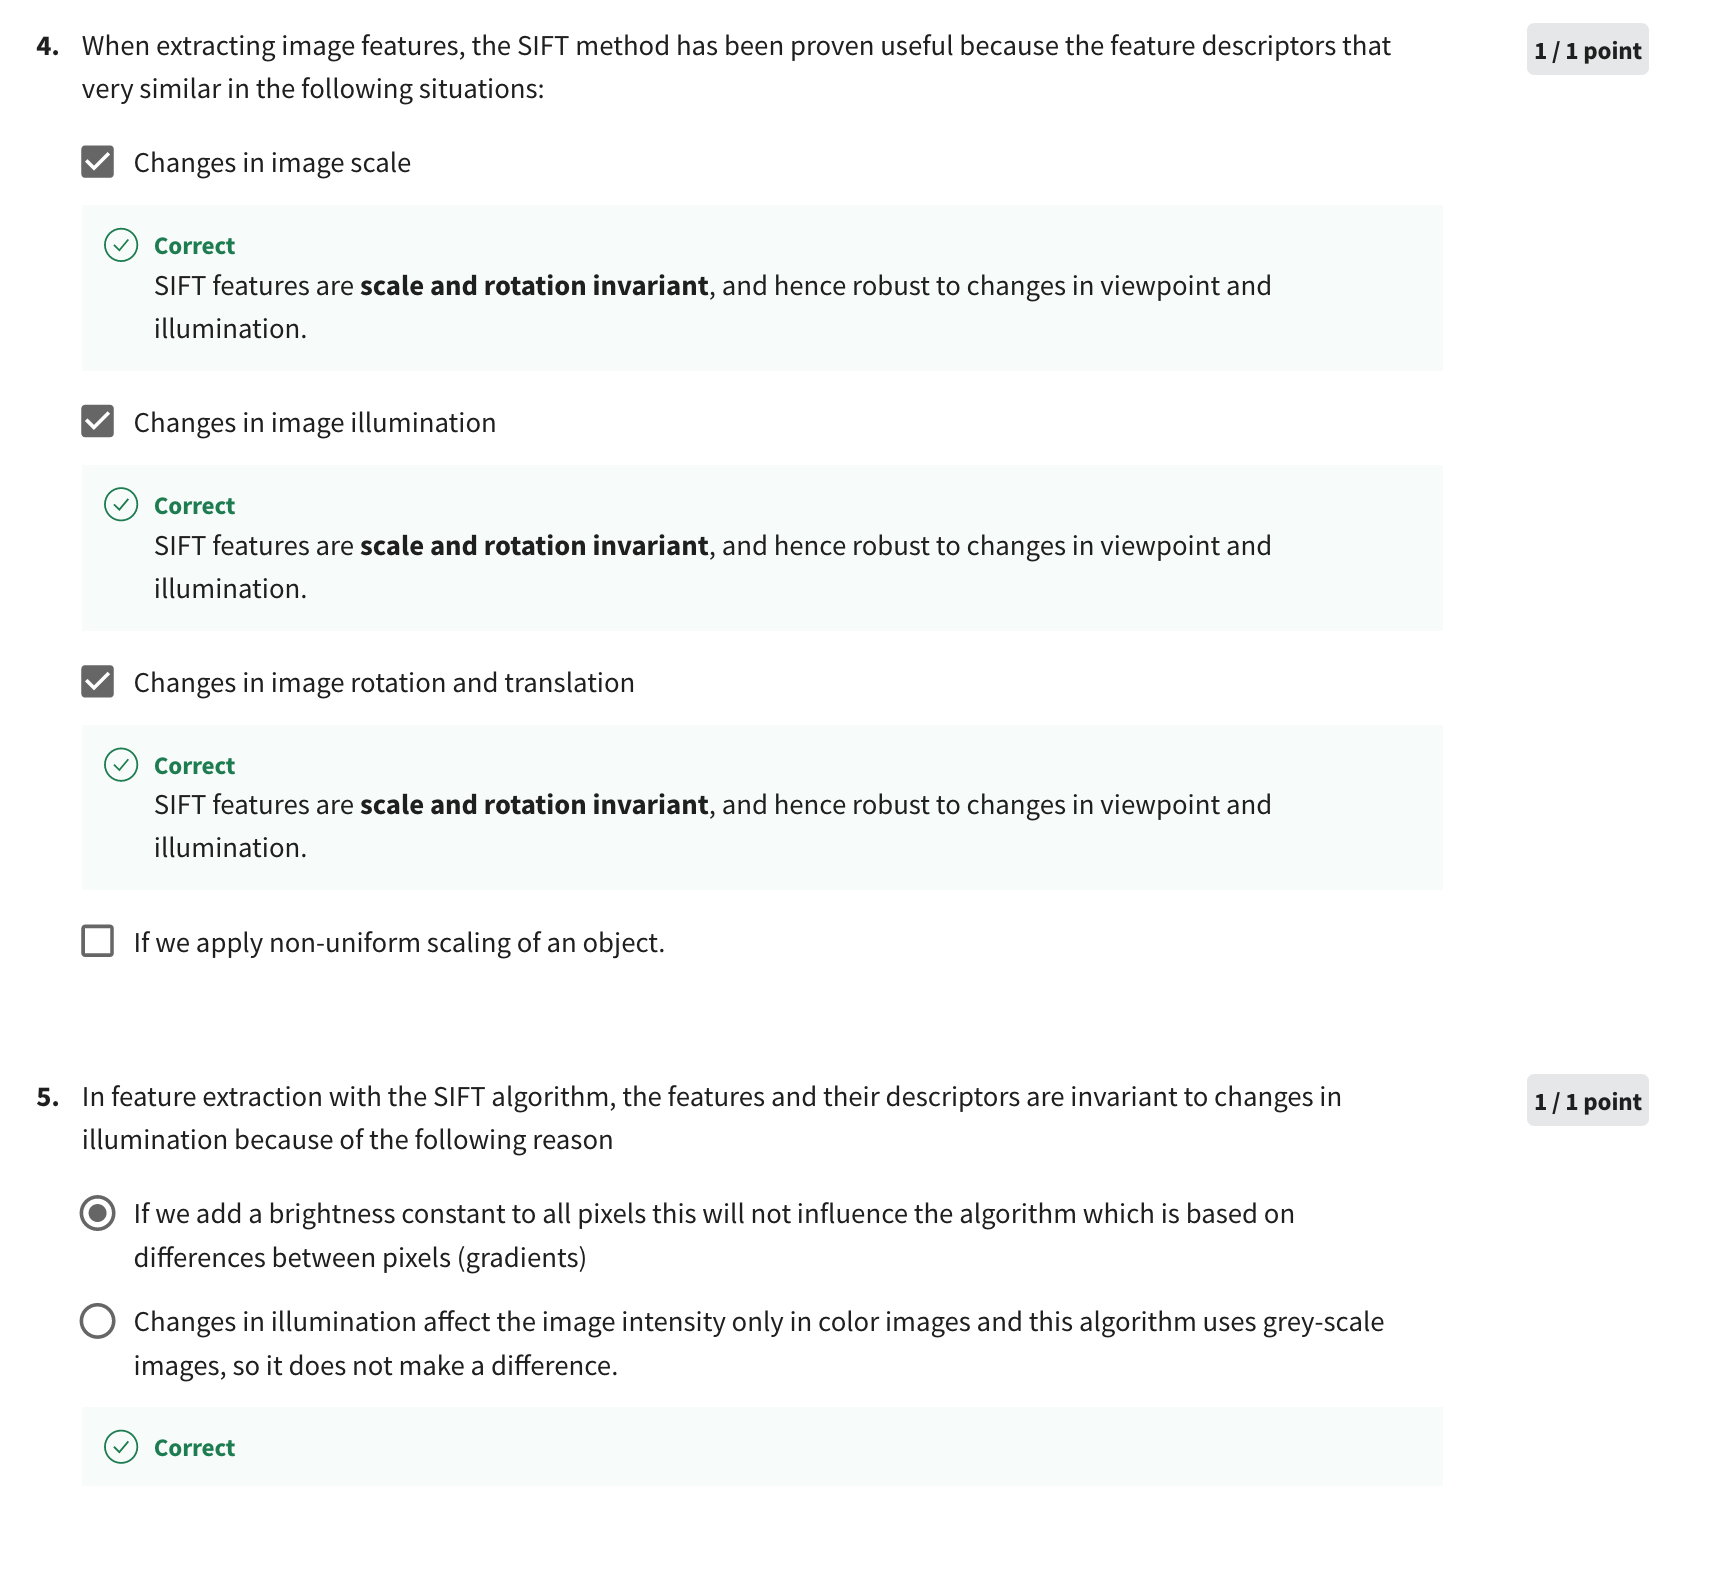 4. When extracting image features, the SIFT method has been proven useful because the feature descriptors that
very similar in the following situations:
1 / 1 point
Changes in image scale
Correct
SIFT features are scale and rotation invariant, and hence robust to changes in viewpoint and
illumination.
Changes in image illumination
Correct
SIFT features are scale and rotation invariant, and hence robust to changes in viewpoint and
illumination.
Changes in image rotation and translation
Correct
SIFT features are scale and rotation invariant, and hence robust to changes in viewpoint and
illumination.
If we apply non-uniform scaling of an object.
5. In feature extraction with the SIFT algorithm, the features and their descriptors are invariant to changes in
illumination because of the following reason
1 / 1 point
If we add a brightness constant to all pixels this will not influence the algorithm which is based on
differences between pixels (gradients)
Changes in illumination affect the image intensity only in color images and this algorithm uses grey-scale
images, so it does not make a difference.
Correct